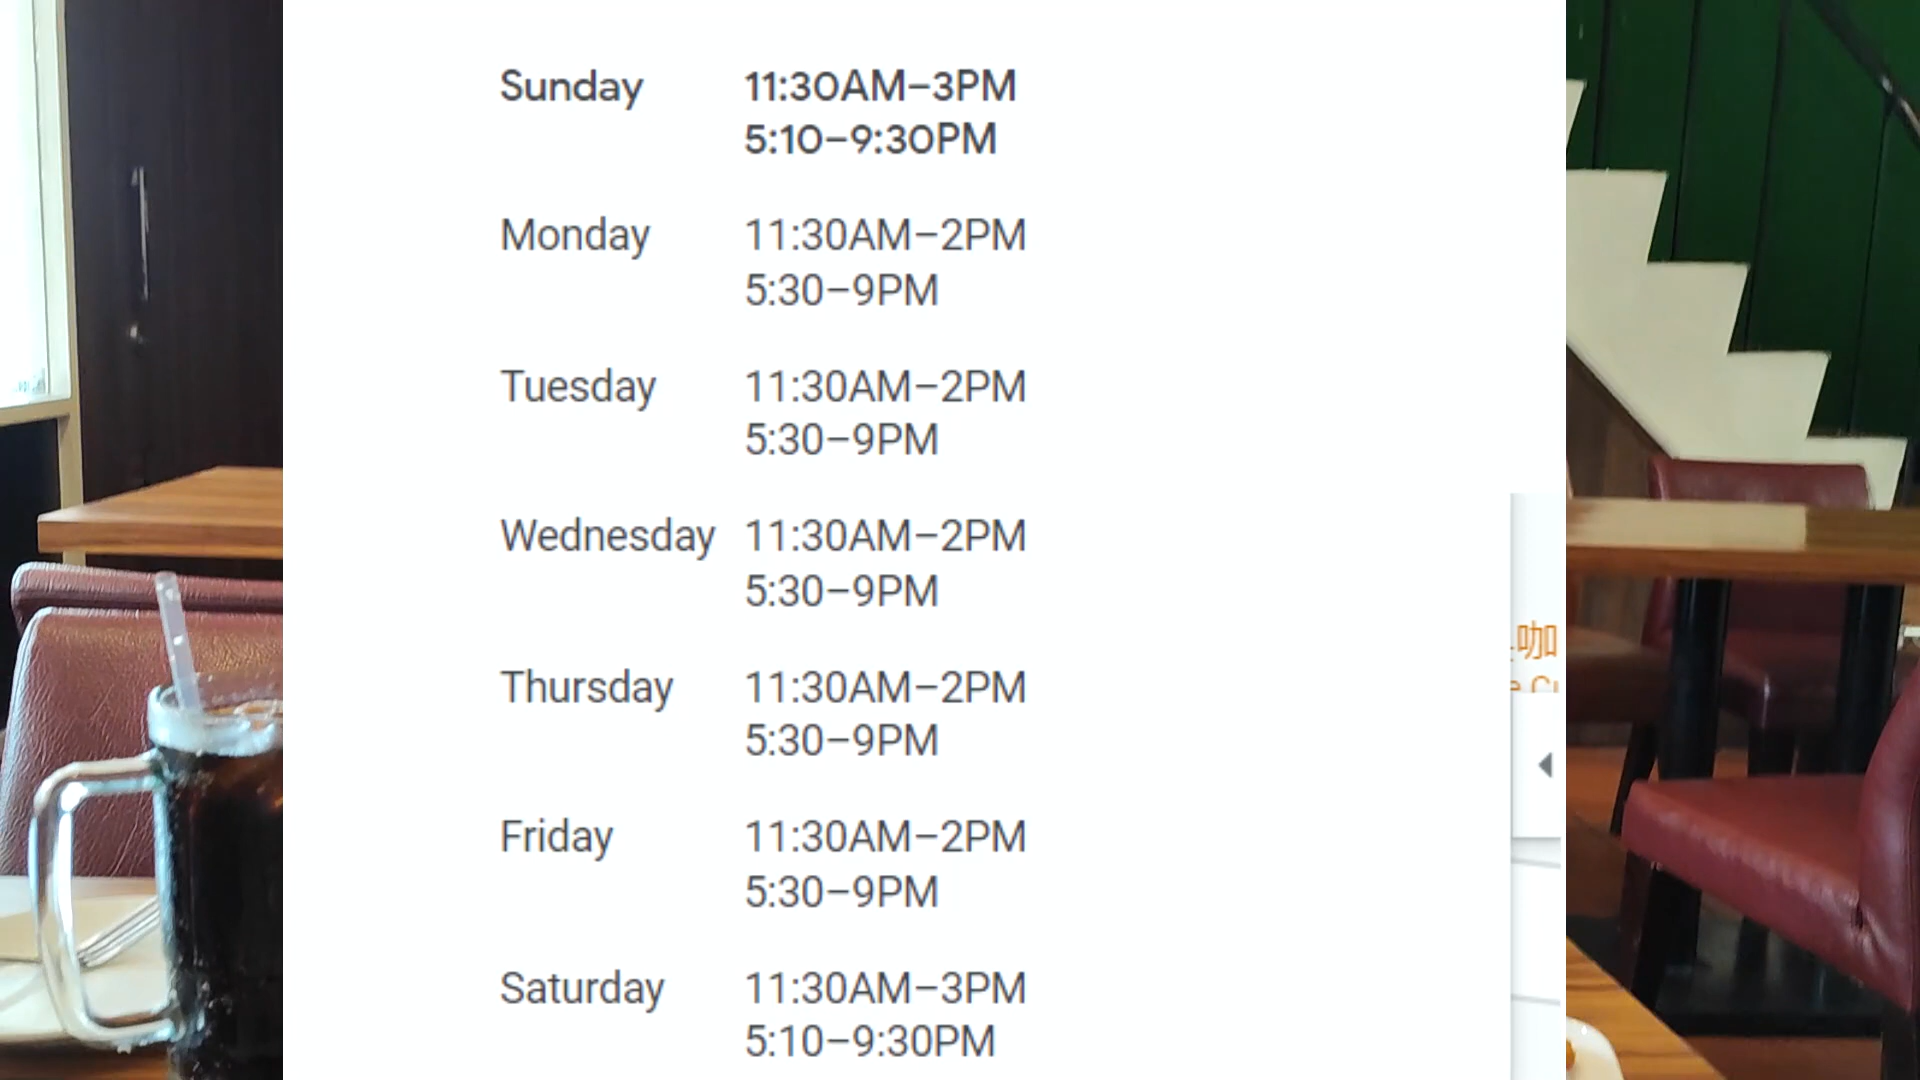 Sunday 11:30AM–3PM
5:10–9:30PM
Monday 11:30AM–2PM
5:30–9PM
Tuesday 11:30AM–2PM
5:30–9PM
Wednesday 11:30AM–2PM
5:30–9PM
Thursday 11:30AM–2PM
5:30–9PM
Friday 11:30AM–2PM
5:30–9PM
Saturday 11:30AM–3PM
5:10–9:30PM
咖